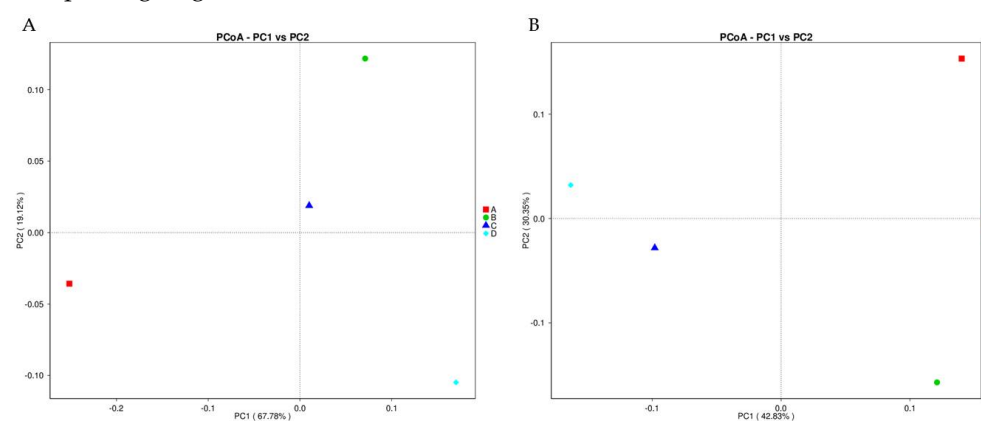 A
PCoA - PC1 vs PC2
0.10
0.05
0.00
-0.05
-0.10
PC2 ( 19.12% )
-0.2
-0.1
0.0
0.1
PC1 ( 67.78% )
A
B
C
D
B
PCoA - PC1 vs PC2
0.1
0.0
-0.1
PC2 ( 30.35% )
-0.1
0.0
0.1
PC1 ( 42.83% )